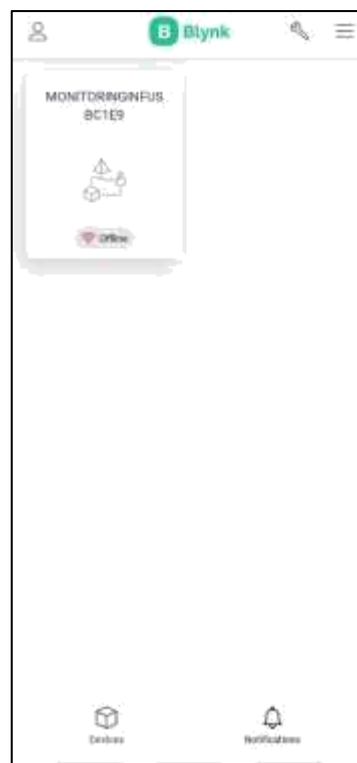 B Blynk
MONITORINGINFUS
BC1E9
Offline
Devices
Notifications